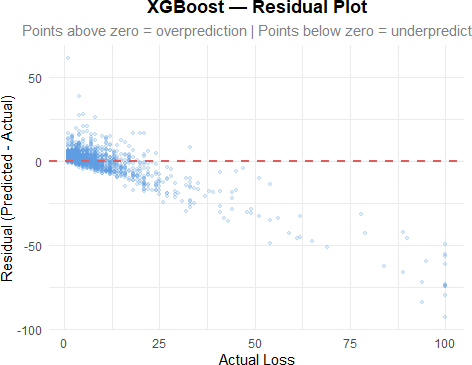 XGBoost — Residual Plot
Points above zero = overprediction | Points below zero = underpredict
Residual (Predicted - Actual)
50
0
-50
-100
0 25 50 75 100
Actual Loss